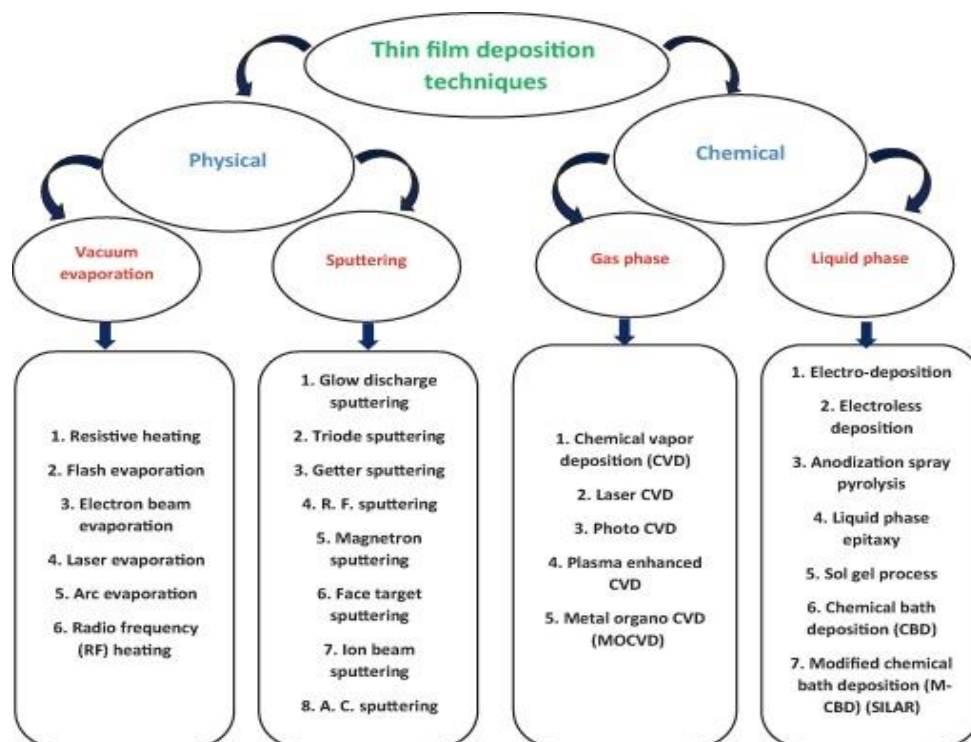 Thin film deposition
techniques
Physical
Chemical
Vacuum
evaporation
Sputtering
Gas phase
Liquid phase
1. Resistive heating
2. Flash evaporation
3. Electron beam
evaporation
4. Laser evaporation
5. Arc evaporation
6. Radio frequency
(RF) heating
1. Glow discharge
sputtering
2. Triode sputtering
3. Getter sputtering
4. R. F. sputtering
5. Magnetron
sputtering
6. Face target
sputtering
7. Ion beam
sputtering
8. A. C. sputtering
1. Chemical vapor
deposition (CVD)
2. Laser CVD
3. Photo CVD
4. Plasma enhanced
CVD
5. Metal organo CVD
(MOCVD)
1. Electro-deposition
2. Electroless
deposition
3. Anodization spray
pyrolysis
4. Liquid phase
epitaxy
5. Sol gel process
6. Chemical bath
deposition (CBD)
7. Modified chemical
bath deposition (M-
CBD) (SILAR)